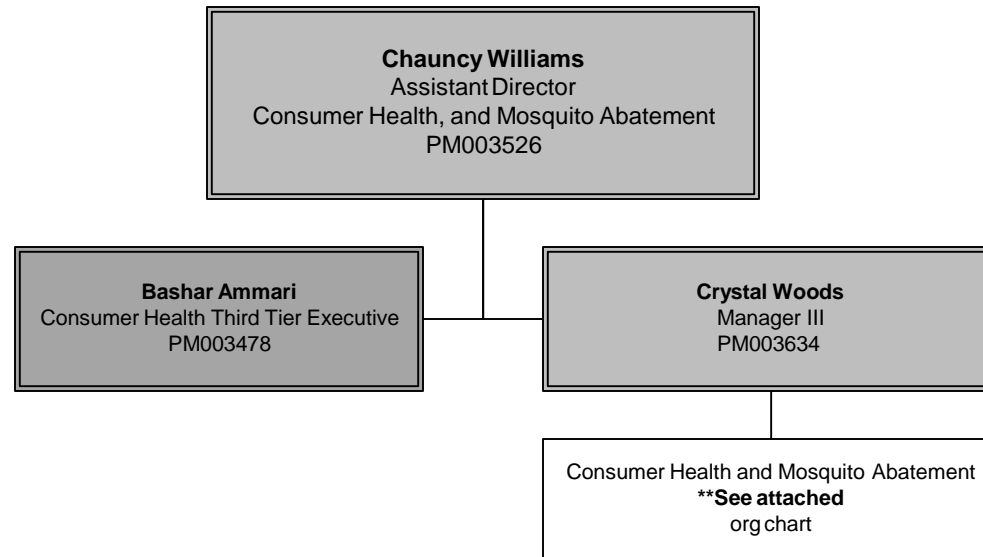 Chauncy Williams
Assistant Director
Consumer Health, and Mosquito Abatement
PM003526
Bashar Ammari
Consumer Health Third Tier Executive
PM003478
Crystal Woods
Manager III
PM003634
Consumer Health and Mosquito Abatement
**See attached
org chart